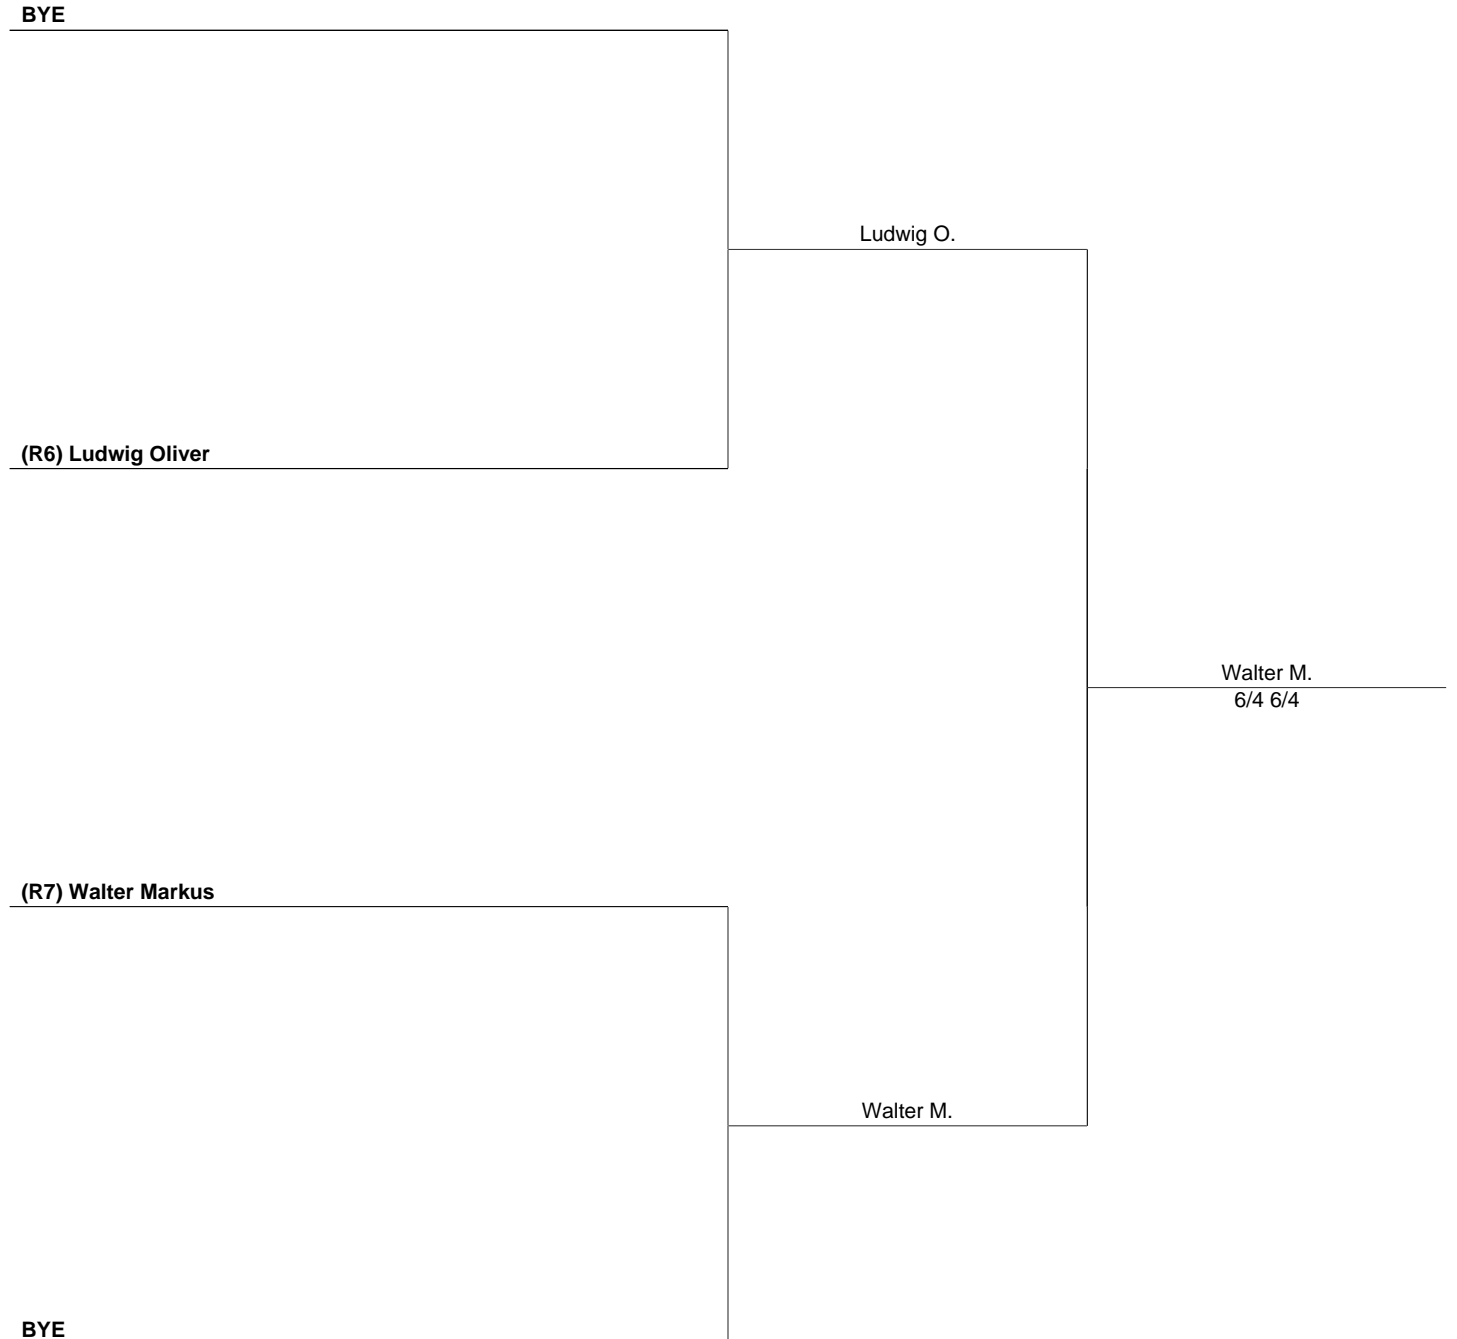 BYE
Ludwig O.
(R6) Ludwig Oliver
Walter M.
6/4 6/4
(R7) Walter Markus
Walter M.
BYE